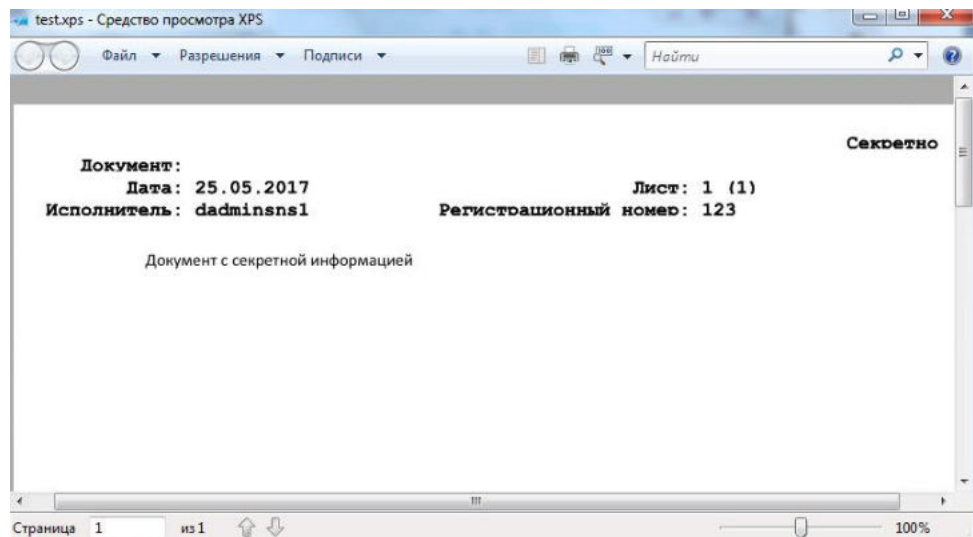 test.xps - Средство просмотра XPS
Файл Разрешения Подписи Найти
Секретно
Документ:
Дата: 25.05.2017 Лист: 1 (1)
Исполнитель: dadminsns1 Регистрационный номер: 123
Документ с секретной информацией
Страница 1 из 1 100%